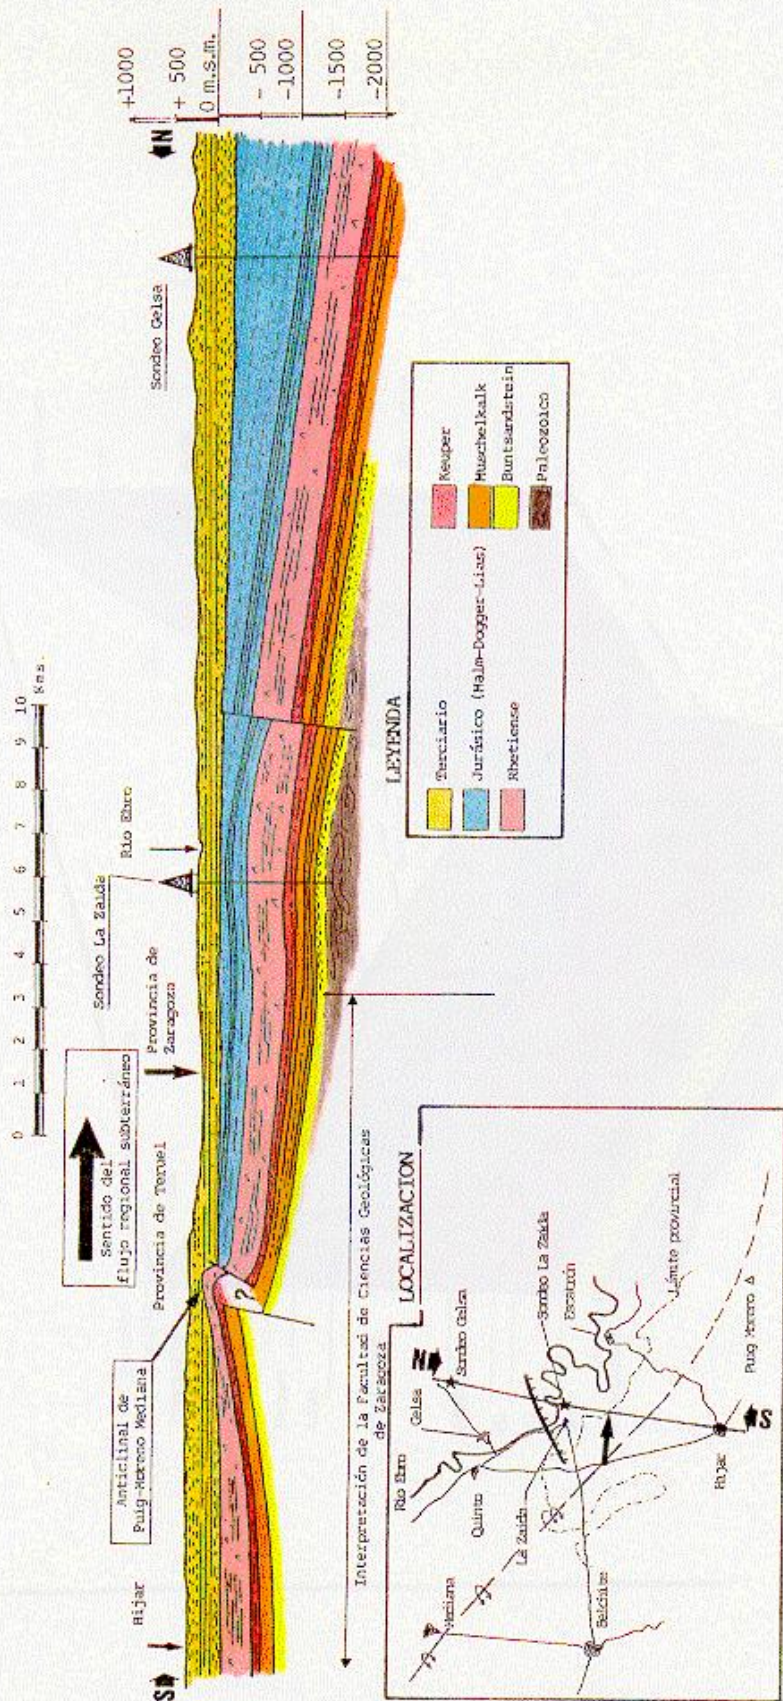 0 1 2 3 4 5 6 7 8 9 10
Kms.
Sentido del
flujo regional subterráneo
Anticlinal de
Puig-Moreno Mediana
Hijar
Provincia de Teruel
Provincia de
Zaragoza
Sondeo La Zaida
Rio Ebro
Sondeo Gelsa
S
N
+1000
+ 500
0 m.s.m.
- 500
-1000
-1500
-2000
?
Interpretación de la Facultad de Ciencias Geológicas
de Zaragoza
LEYENDA
Terciario
Jurásico (Malm-Dogger-Lias)
Rhetiense
Keuper
Muschelkalk
Buntsandstein
Paleozoico
LOCALIZACION
N
Sondeo Gelsa
Gelsa
Rio Ebro
Quinto
La Zaida
Mediana
Belchite
Sondeo La Zaida
Escatrón
Límite provincial
Puig Moreno
Hijar
S